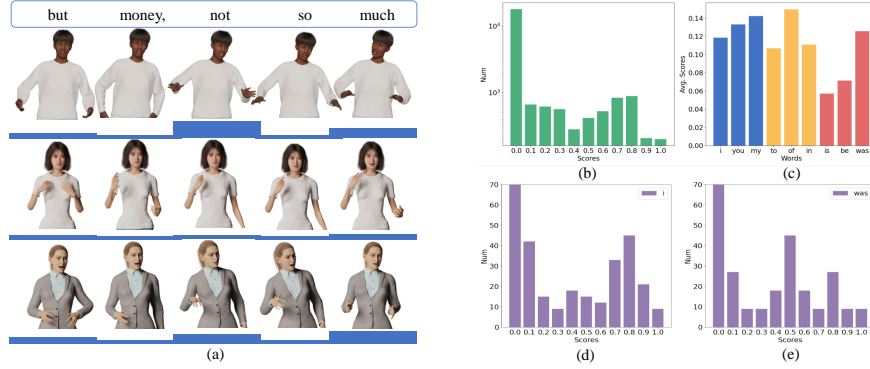 but money, not so much
(a)
10⁴
10³
Num
0.0 0.1 0.2 0.3 0.4 0.5 0.6 0.7 0.8 0.9 1.0
Scores
(b)
0.14
0.12
0.10
0.08
0.06
0.04
0.02
0.00
Avg. Scores
i you my to of in is be was
Words
(c)
70
60
50
40
30
20
10
0
Num
i
0.0 0.1 0.2 0.3 0.4 0.5 0.6 0.7 0.8 0.9 1.0
Scores
(d)
70
60
50
40
30
20
10
0
Num
was
0.0 0.1 0.2 0.3 0.4 0.5 0.6 0.7 0.8 0.9 1.0
Scores
(e)